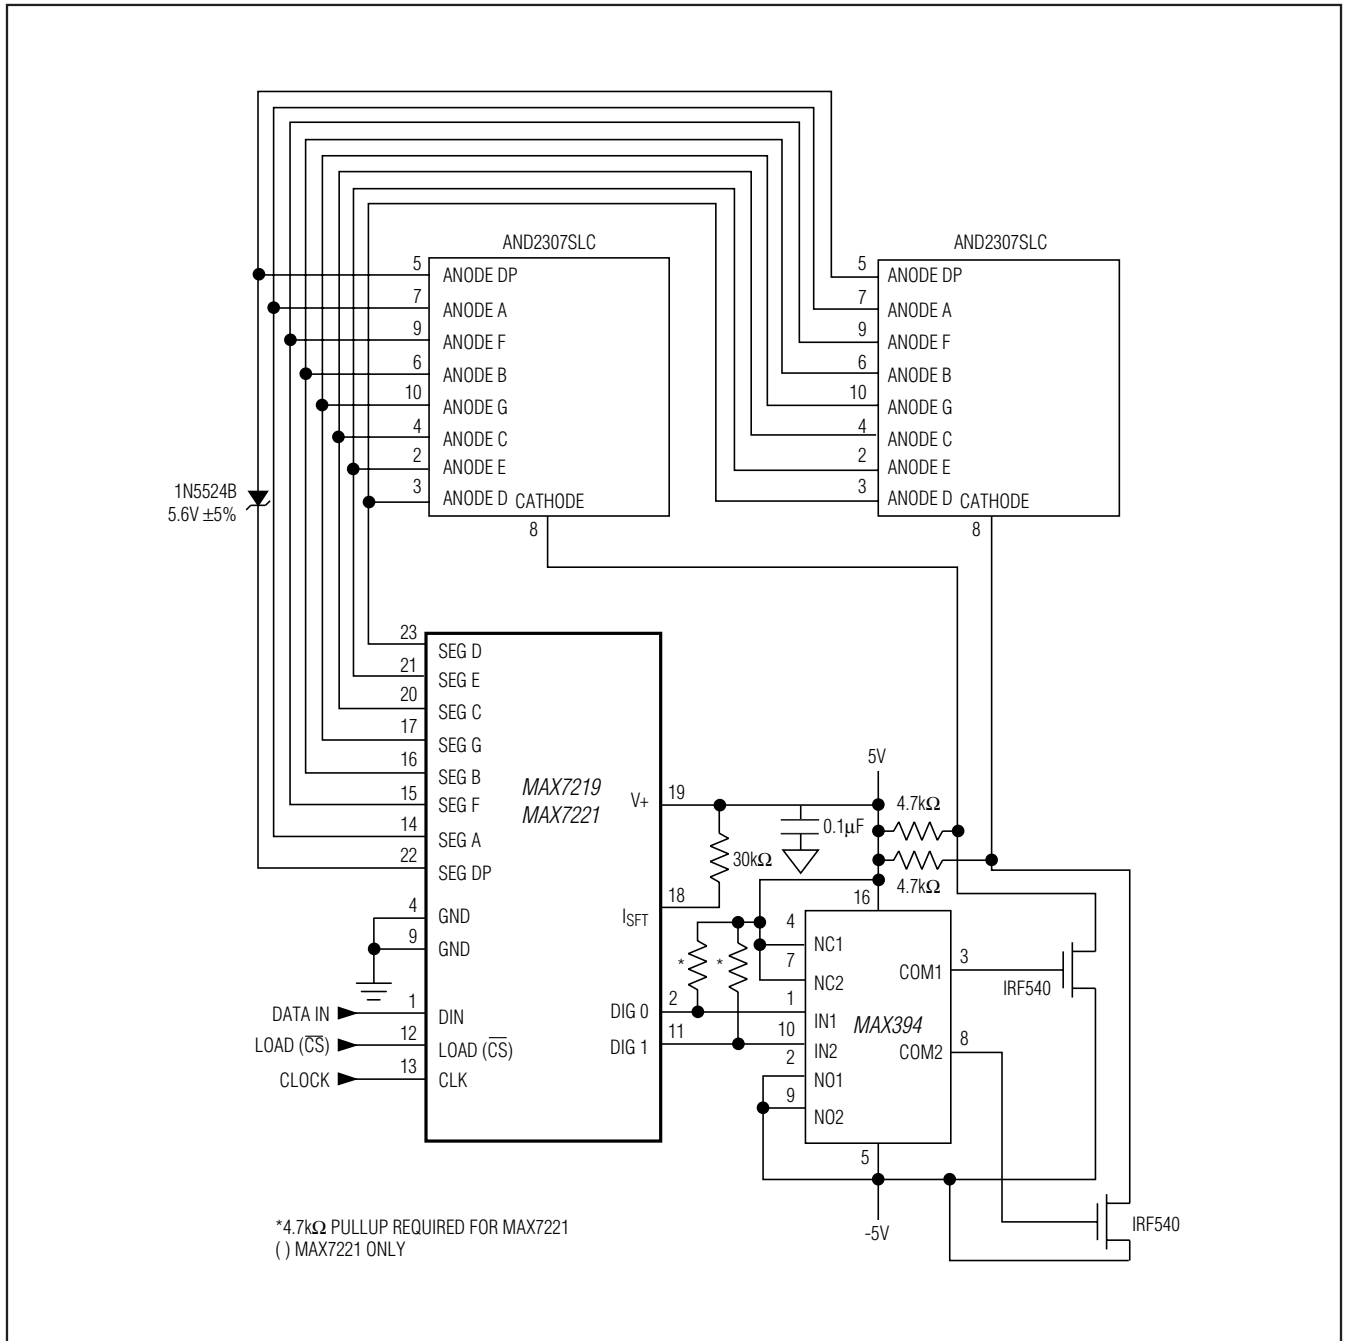 AND2307SLC
5
ANODE DP
7
ANODE A
9
ANODE F
6
ANODE B
10
ANODE G
4
ANODE C
2
ANODE E
3
ANODE D CATHODE
8
AND2307SLC
5
ANODE DP
7
ANODE A
9
ANODE F
6
ANODE B
10
ANODE G
4
ANODE C
2
ANODE E
3
ANODE D CATHODE
8
1N5524B
5.6V ±5%
23
SEG D
21
SEG E
20
SEG C
17
SEG G
16
SEG B
15
SEG F
14
SEG A
22
SEG DP
4
GND
9
GND
DATA IN
1
DIN
LOAD (C̅S̅)
12
LOAD (C̅S̅)
CLOCK
13
CLK
MAX7219
MAX7221
V+
19
18
ISFT
DIG 0
2
DIG 1
11
30kΩ
0.1µF
5V
4.7kΩ
4.7kΩ
16
*
*
4
NC1
7
NC2
1
IN1
10
IN2
2
NO1
9
NO2
MAX394
COM1
3
COM2
8
5
-5V
IRF540
IRF540
*4.7kΩ PULLUP REQUIRED FOR MAX7221
( ) MAX7221 ONLY